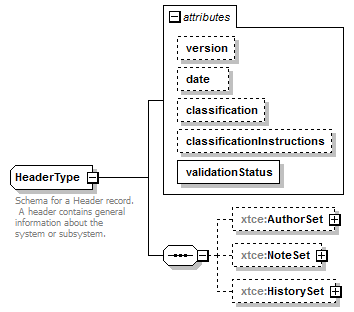 attributes
version
date
classification
classificationInstructions
validationStatus
HeaderType
Schema for a Header record.
A header contains general
information about the
system or subsystem.
xtce:AuthorSet
xtce:NoteSet
xtce:HistorySet